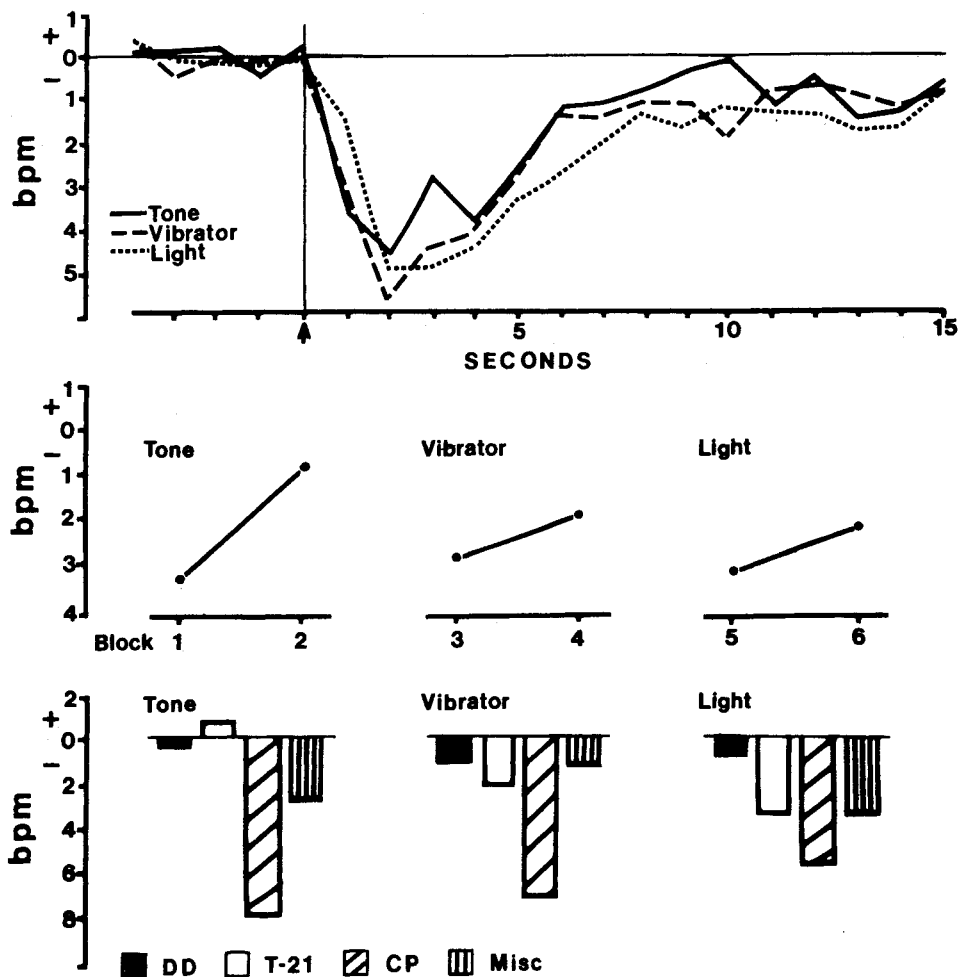 1
+
0
−
1
2
3
4
5
bpm
Tone
Vibrator
Light
5 10 15
SECONDS
1
+
0
−
1
2
3
4
bpm
Tone Vibrator Light
Block 1 2 3 4 5 6
2
+
0
−
2
4
6
8
bpm
Tone Vibrator Light
DD T-21 CP Misc